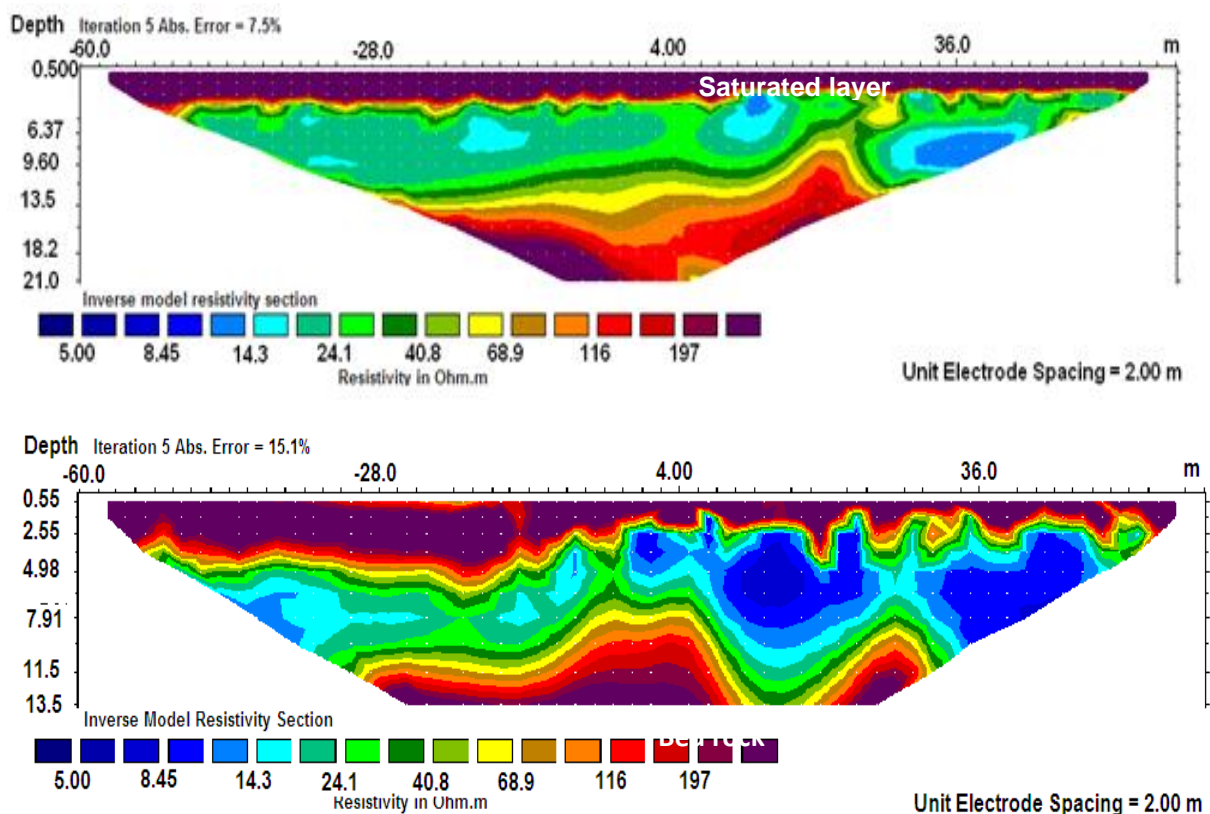 Depth Iteration 5 Abs. Error = 7.5%
-60.0 -28.0 4.00 36.0 m
0.500
Saturated layer
6.37
9.60
13.5
18.2
21.0
Inverse model resistivity section
5.00 8.45 14.3 24.1 40.8 68.9 116 197
Resistivity in Ohm.m
Unit Electrode Spacing = 2.00 m
Depth Iteration 5 Abs. Error = 15.1%
-60.0 -28.0 4.00 36.0 m
0.55
2.55
4.98
7.91
11.5
13.5
Inverse Model Resistivity Section
Bed rock
5.00 8.45 14.3 24.1 40.8 68.9 116 197
Resistivity in Ohm.m
Unit Electrode Spacing = 2.00 m